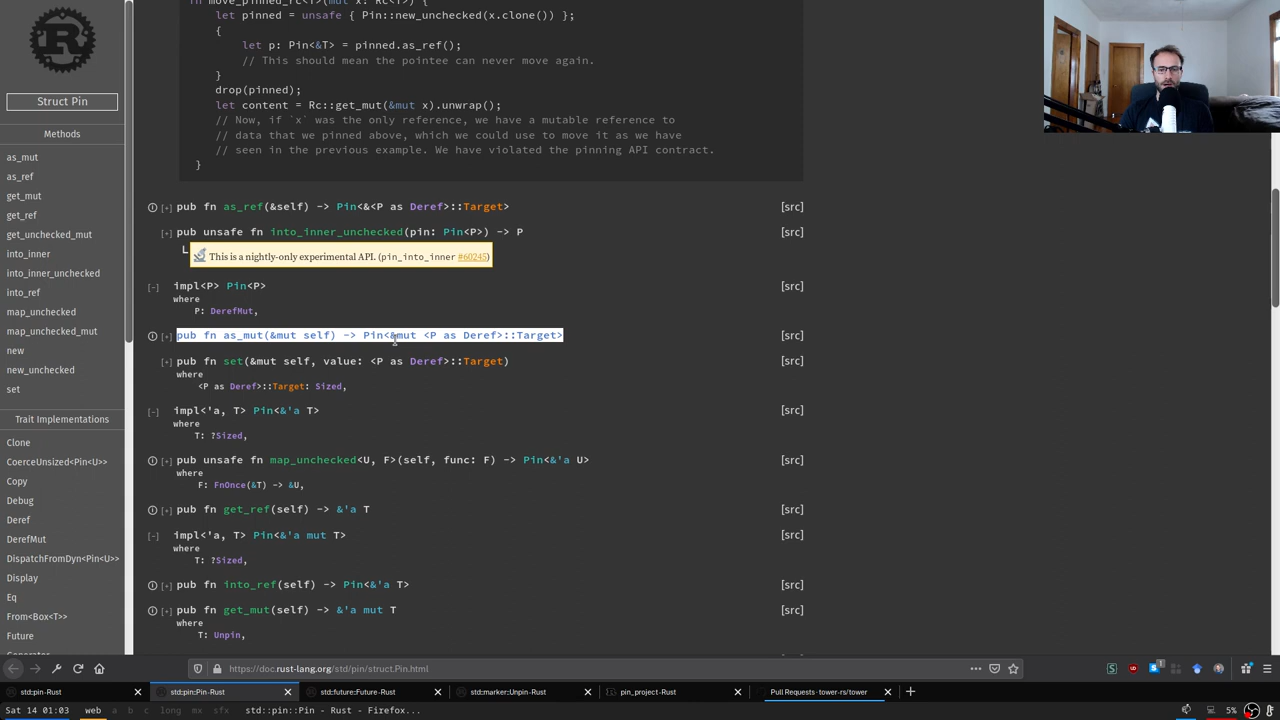 fn move_pinned_rc<T>(mut x: Rc<T>) {
let pinned = unsafe { Pin::new_unchecked(x.clone()) };
{
let p: Pin<&T> = pinned.as_ref();
// This should mean the pointee can never move again.
}
drop(pinned);
let content = Rc::get_mut(&mut x).unwrap();
// Now, if `x` was the only reference, we have a mutable reference to
// data that we pinned above, which we could use to move it as we have
// seen in the previous example. We have violated the pinning API contract.
}
Struct Pin
Methods
as_mut
as_ref
get_mut
get_ref
get_unchecked_mut
into_inner
into_inner_unchecked
into_ref
map_unchecked
map_unchecked_mut
new
new_unchecked
set
Trait Implementations
Clone
CoerceUnsized<Pin<U>>
Copy
Debug
Deref
DerefMut
DispatchFromDyn<Pin<U>>
Display
Eq
From<Box<T>>
Future
[+] pub fn as_ref(&self) -> Pin<&<P as Deref>::Target> [src]
[+] pub unsafe fn into_inner_unchecked(pin: Pin<P>) -> P [src]
This is a nightly-only experimental API. (pin_into_inner #60245)
[-] impl<P> Pin<P> [src]
where
P: DerefMut,
[+] pub fn as_mut(&mut self) -> Pin<&mut <P as Deref>::Target> [src]
[+] pub fn set(&mut self, value: <P as Deref>::Target) [src]
where
<P as Deref>::Target: Sized,
[-] impl<'a, T> Pin<&'a T> [src]
where
T: ?Sized,
[+] pub unsafe fn map_unchecked<U, F>(self, func: F) -> Pin<&'a U> [src]
where
F: FnOnce(&T) -> &U,
[+] pub fn get_ref(self) -> &'a T [src]
[-] impl<'a, T> Pin<&'a mut T> [src]
where
T: ?Sized,
[+] pub fn into_ref(self) -> Pin<&'a T> [src]
[+] pub fn get_mut(self) -> &'a mut T [src]
where
T: Unpin,
https://doc.rust-lang.org/std/pin/struct.Pin.html
std::pin - Rust
std::pin::Pin - Rust
std::future::Future - Rust
std::marker::Unpin - Rust
pin_project - Rust
Pull Requests · tower-rs/tower
Sat 14 01:03 web a b c long mx sfx std::pin::Pin - Rust - Firefox...
5%